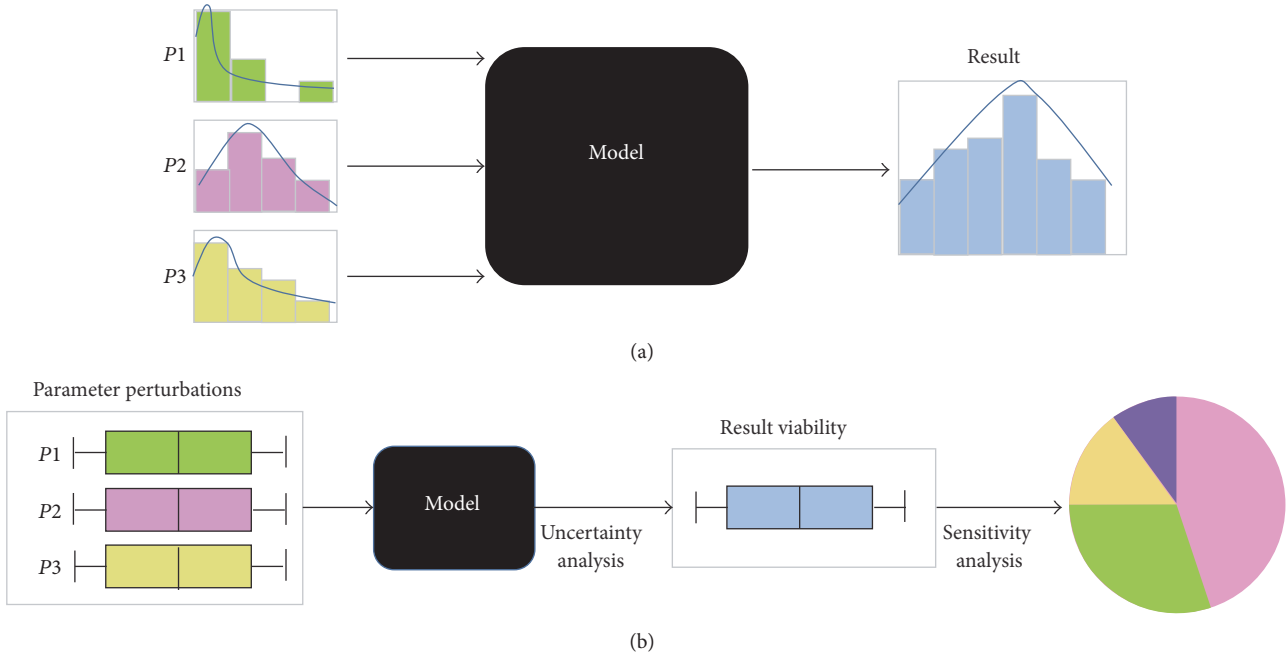 P1
P2
P3
Model
Result
(a)
Parameter perturbations
P1
P2
P3
Model
Uncertainty
analysis
Result viability
Sensitivity
analysis
(b)